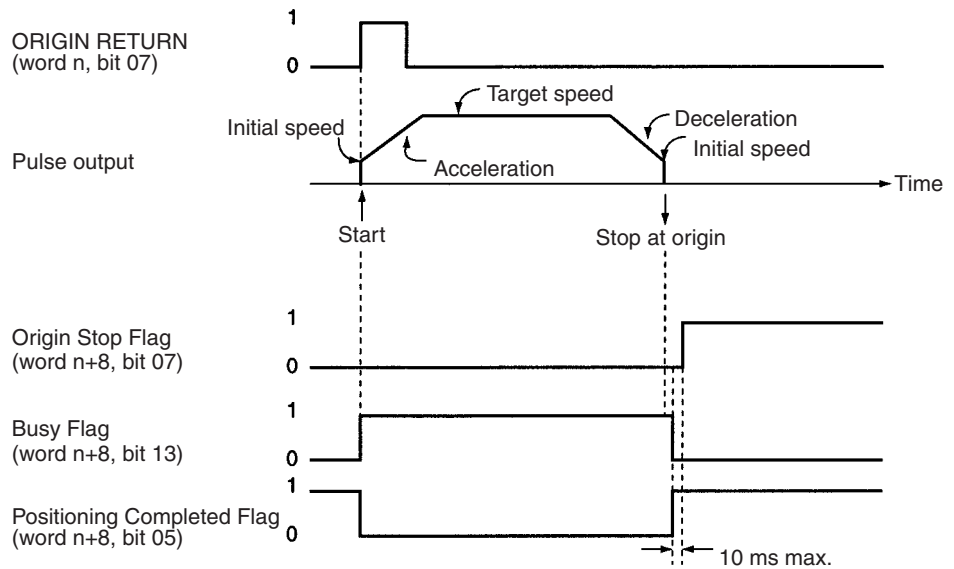 1
ORIGIN RETURN
(word n, bit 07)
0
Target speed
Deceleration
Initial speed
Initial speed
Pulse output
Acceleration
Time
Start
Stop at origin
1
Origin Stop Flag
(word n+8, bit 07)
0
1
Busy Flag
(word n+8, bit 13)
0
1
Positioning Completed Flag
(word n+8, bit 05)
0
10 ms max.